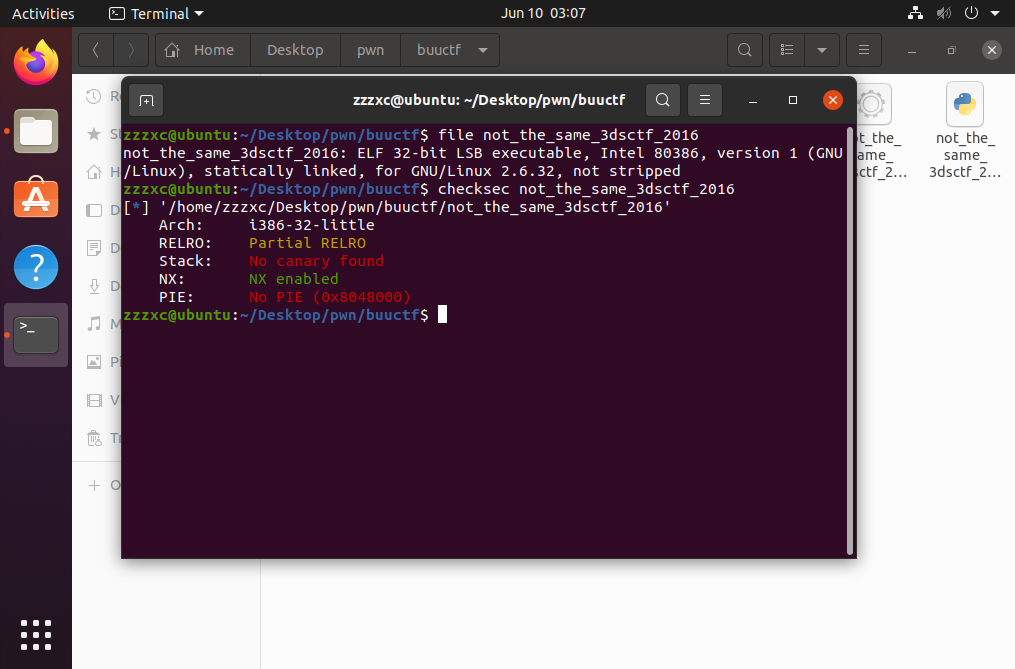 Activities Terminal Jun 10 03:07
Home Desktop pwn buuctf
zzzxc@ubuntu: ~/Desktop/pwn/buuctf
zzzxc@ubuntu:~/Desktop/pwn/buuctf$ file not_the_same_3dsctf_2016
not_the_same_3dsctf_2016: ELF 32-bit LSB executable, Intel 80386, version 1 (GNU
/Linux), statically linked, for GNU/Linux 2.6.32, not stripped
zzzxc@ubuntu:~/Desktop/pwn/buuctf$ checksec not_the_same_3dsctf_2016
[*] '/home/zzzxc/Desktop/pwn/buuctf/not_the_same_3dsctf_2016'
Arch: i386-32-little
RELRO: Partial RELRO
Stack: No canary found
NX: NX enabled
PIE: No PIE (0x8048000)
zzzxc@ubuntu:~/Desktop/pwn/buuctf$
not_the_
same_
3dsctf_2...